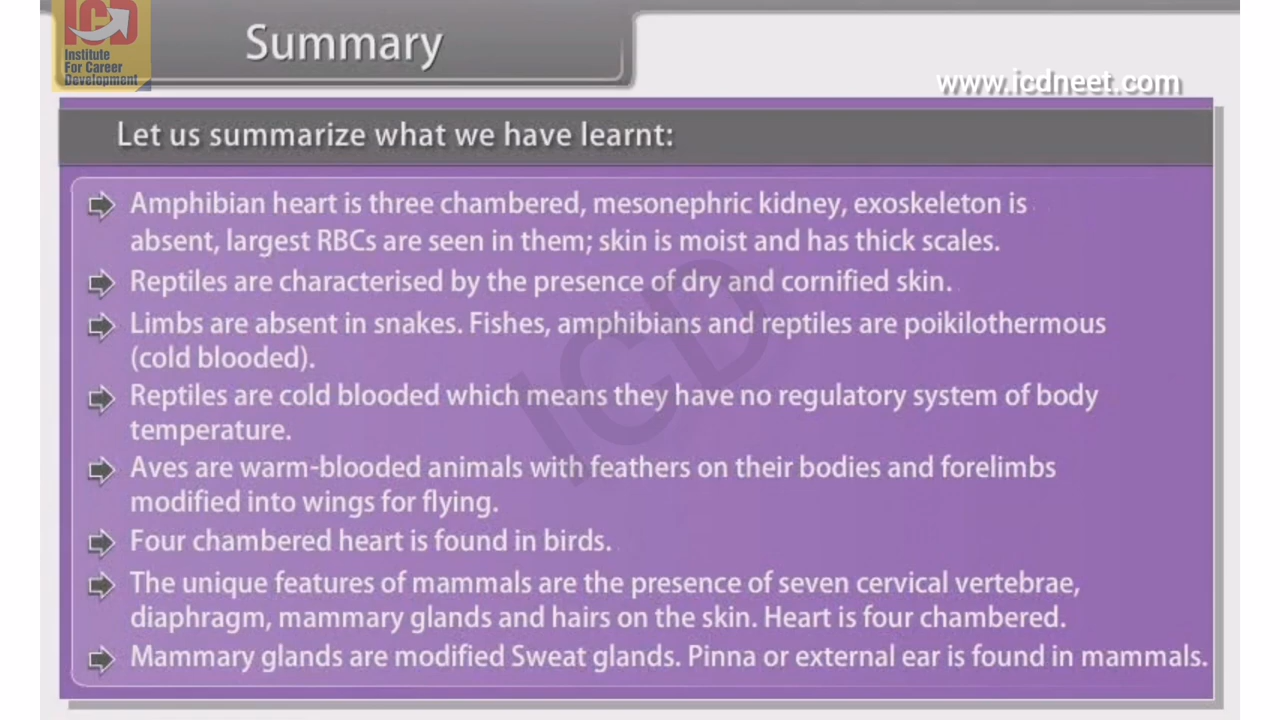 ICD
Institute
For Career
Development
Summary
www.icdneet.com
Let us summarize what we have learnt:
Amphibian heart is three chambered, mesonephric kidney, exoskeleton is
absent, largest RBCs are seen in them; skin is moist and has thick scales.
Reptiles are characterised by the presence of dry and cornified skin.
Limbs are absent in snakes. Fishes, amphibians and reptiles are poikilothermous
(cold blooded).
Reptiles are cold blooded which means they have no regulatory system of body
temperature.
Aves are warm-blooded animals with feathers on their bodies and forelimbs
modified into wings for flying.
Four chambered heart is found in birds.
The unique features of mammals are the presence of seven cervical vertebrae,
diaphragm, mammary glands and hairs on the skin. Heart is four chambered.
Mammary glands are modified Sweat glands. Pinna or external ear is found in mammals.
ICD